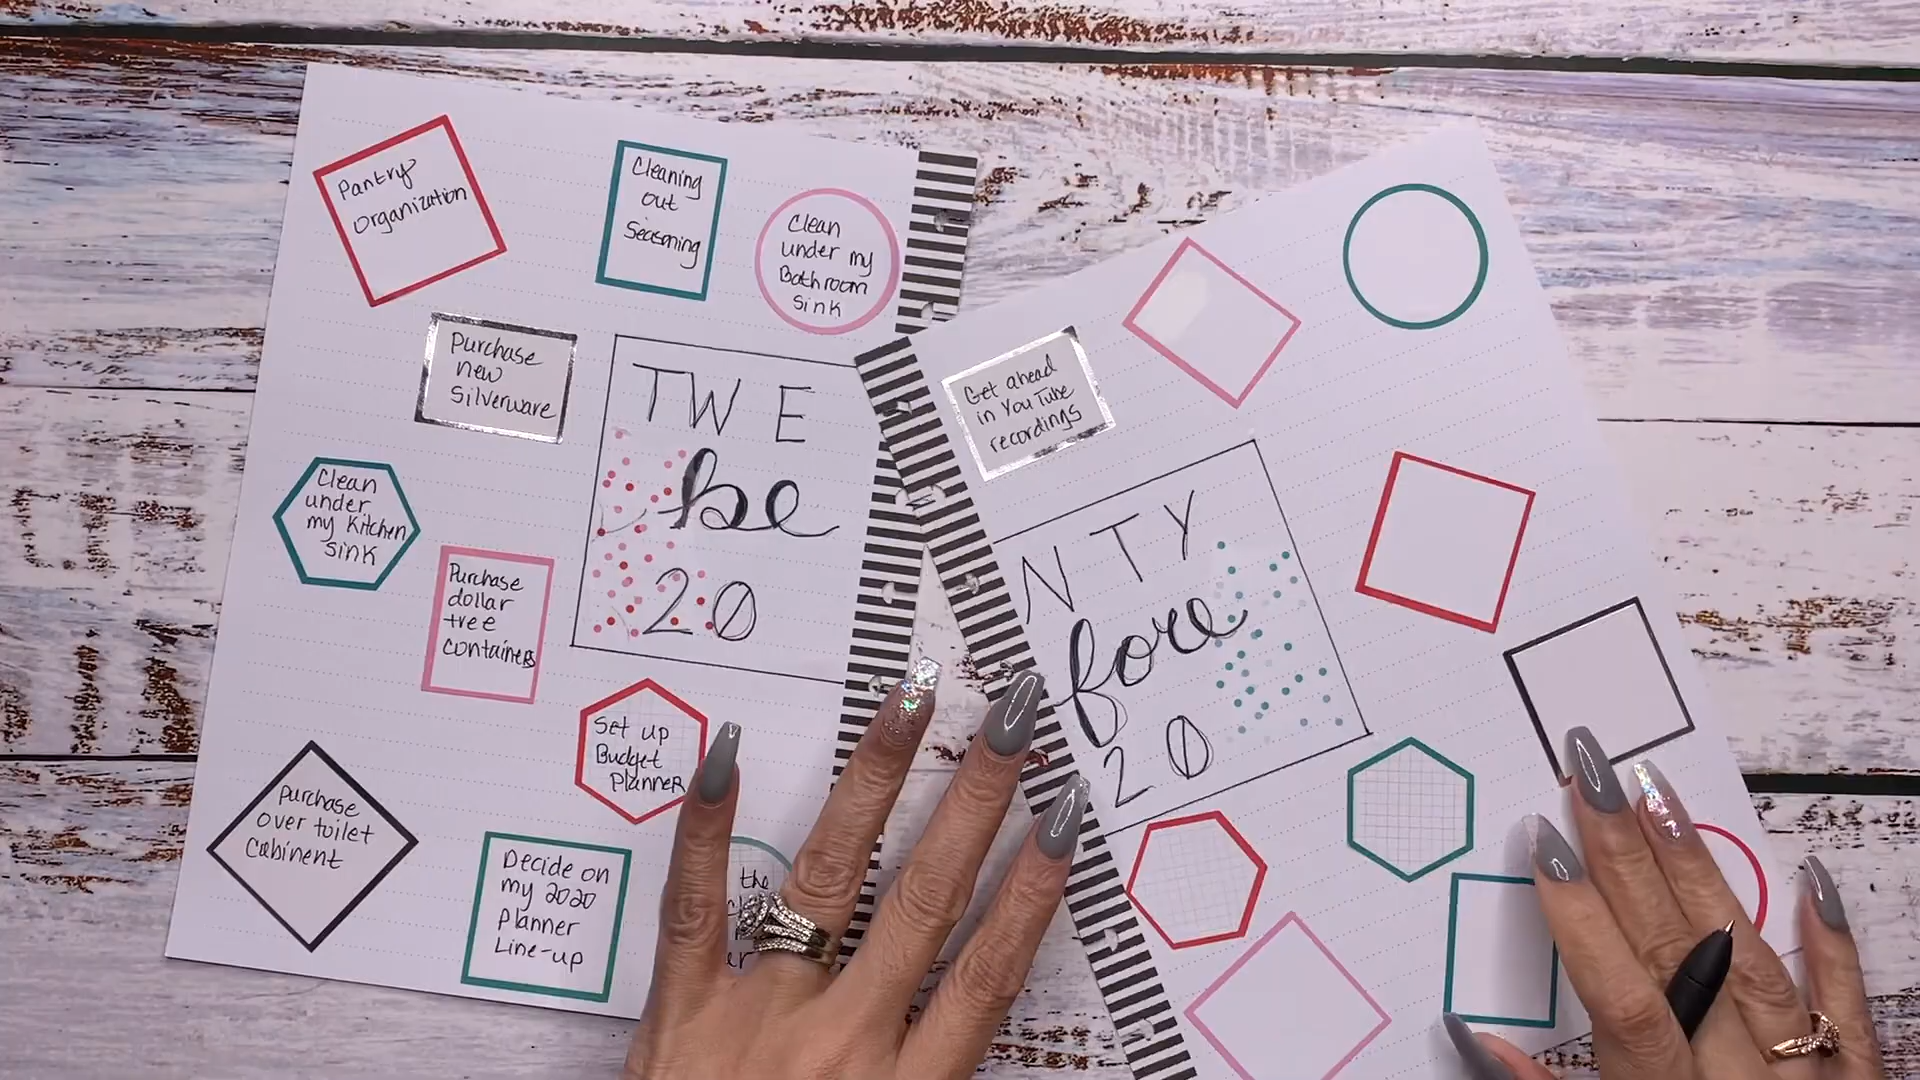 Pantry
organization
Cleaning
out
Seasoning
Clean
under my
Bathroom
Sink
Purchase
new
Silverware
TWE
be
20
Clean
under
my Kitchen
Sink
Purchase
dollar
tree
containers
Set up
Budget
Planner
Purchase
over toilet
Cabinent
Decide on
my 2020
planner
Line-up
the
Get ahead
in YouTube
recordings
NTY
fore
20